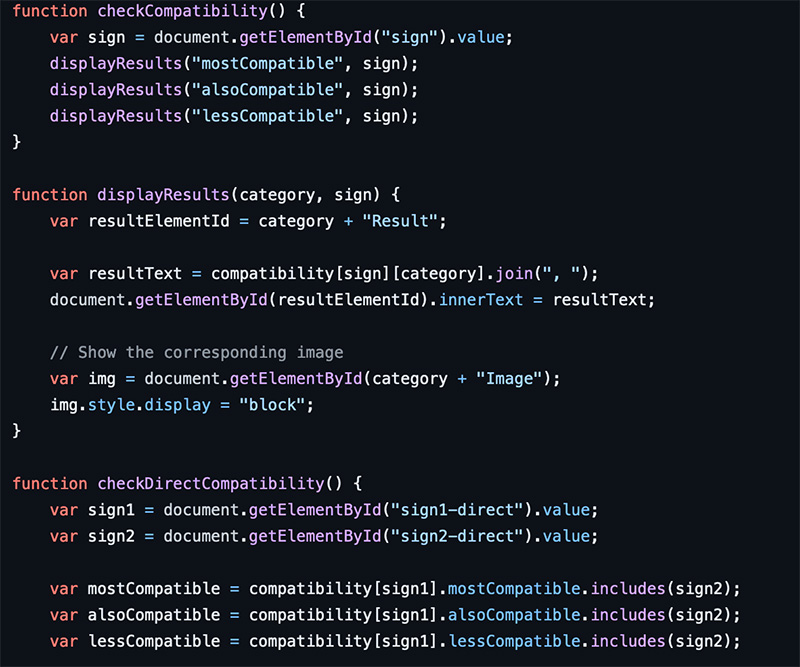 function checkCompatibility() {
    var sign = document.getElementById("sign").value;
    displayResults("mostCompatible", sign);
    displayResults("alsoCompatible", sign);
    displayResults("lessCompatible", sign);
}

function displayResults(category, sign) {
    var resultElementId = category + "Result";

    var resultText = compatibility[sign][category].join(", ");
    document.getElementById(resultElementId).innerText = resultText;

    // Show the corresponding image
    var img = document.getElementById(category + "Image");
    img.style.display = "block";
}

function checkDirectCompatibility() {
    var sign1 = document.getElementById("sign1-direct").value;
    var sign2 = document.getElementById("sign2-direct").value;

    var mostCompatible = compatibility[sign1].mostCompatible.includes(sign2);
    var alsoCompatible = compatibility[sign1].alsoCompatible.includes(sign2);
    var lessCompatible = compatibility[sign1].lessCompatible.includes(sign2);